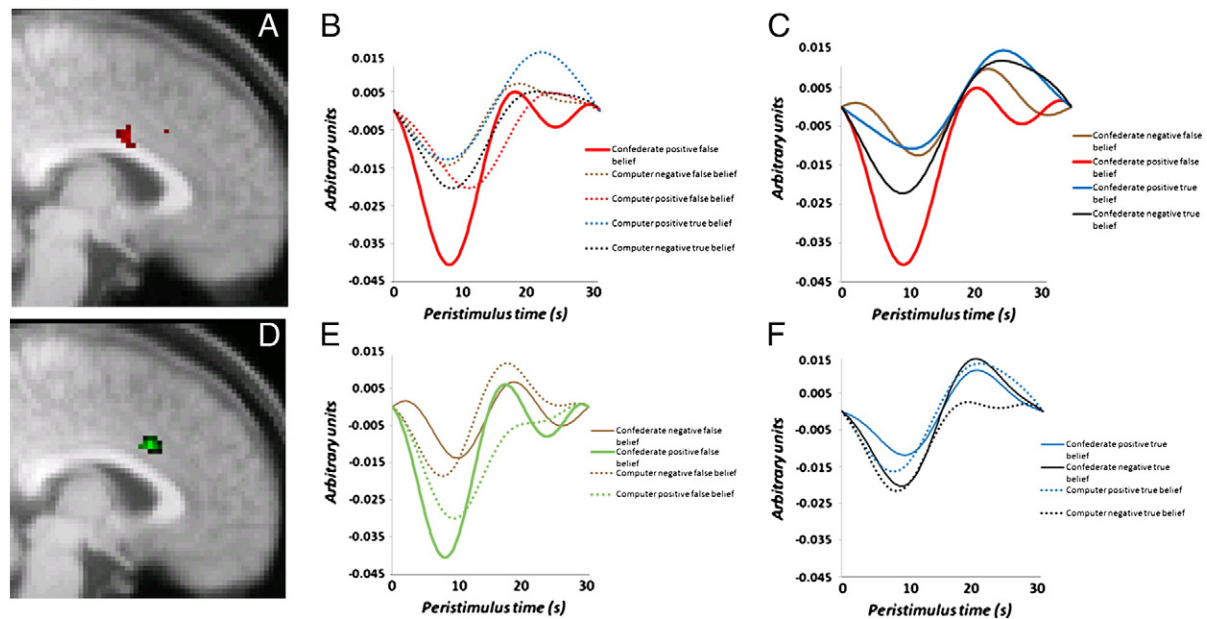 A
B
0.015
0.005
-0.005
-0.015
-0.025
-0.035
-0.045
Arbitrary units
0
10
20
30
Peristimulus time (s)
Confederate positive false
belief
Computer negative false belief
Computer positive false belief
Computer positive true belief
Computer negative true belief
C
0.015
0.005
-0.005
-0.015
-0.025
-0.035
-0.045
Arbitrary units
0
10
20
30
Peristimulus time (s)
Confederate negative false
belief
Confederate positive false
belief
Confederate positive true
belief
Confederate negative true
belief
D
E
0.015
0.005
-0.005
-0.015
-0.025
-0.035
-0.045
Arbitrary units
0
10
20
30
Peristimulus time (s)
Confederate negative false
belief
Confederate positive false
belief
Computer negative false belief
Computer positive false belief
F
0.015
0.005
-0.005
-0.015
-0.025
-0.035
-0.045
Arbitrary units
0
10
20
30
Peristimulus time (s)
Confederate positive true
belief
Confederate negative true
belief
Computer positive true belief
Computer negative true belief